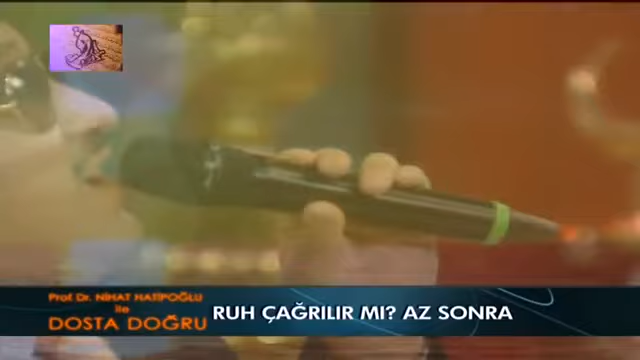 Prof. Dr. NİHAT HATİPOĞLU
ile
DOSTA DOĞRU
RUH ÇAĞRILIR MI? AZ SONRA